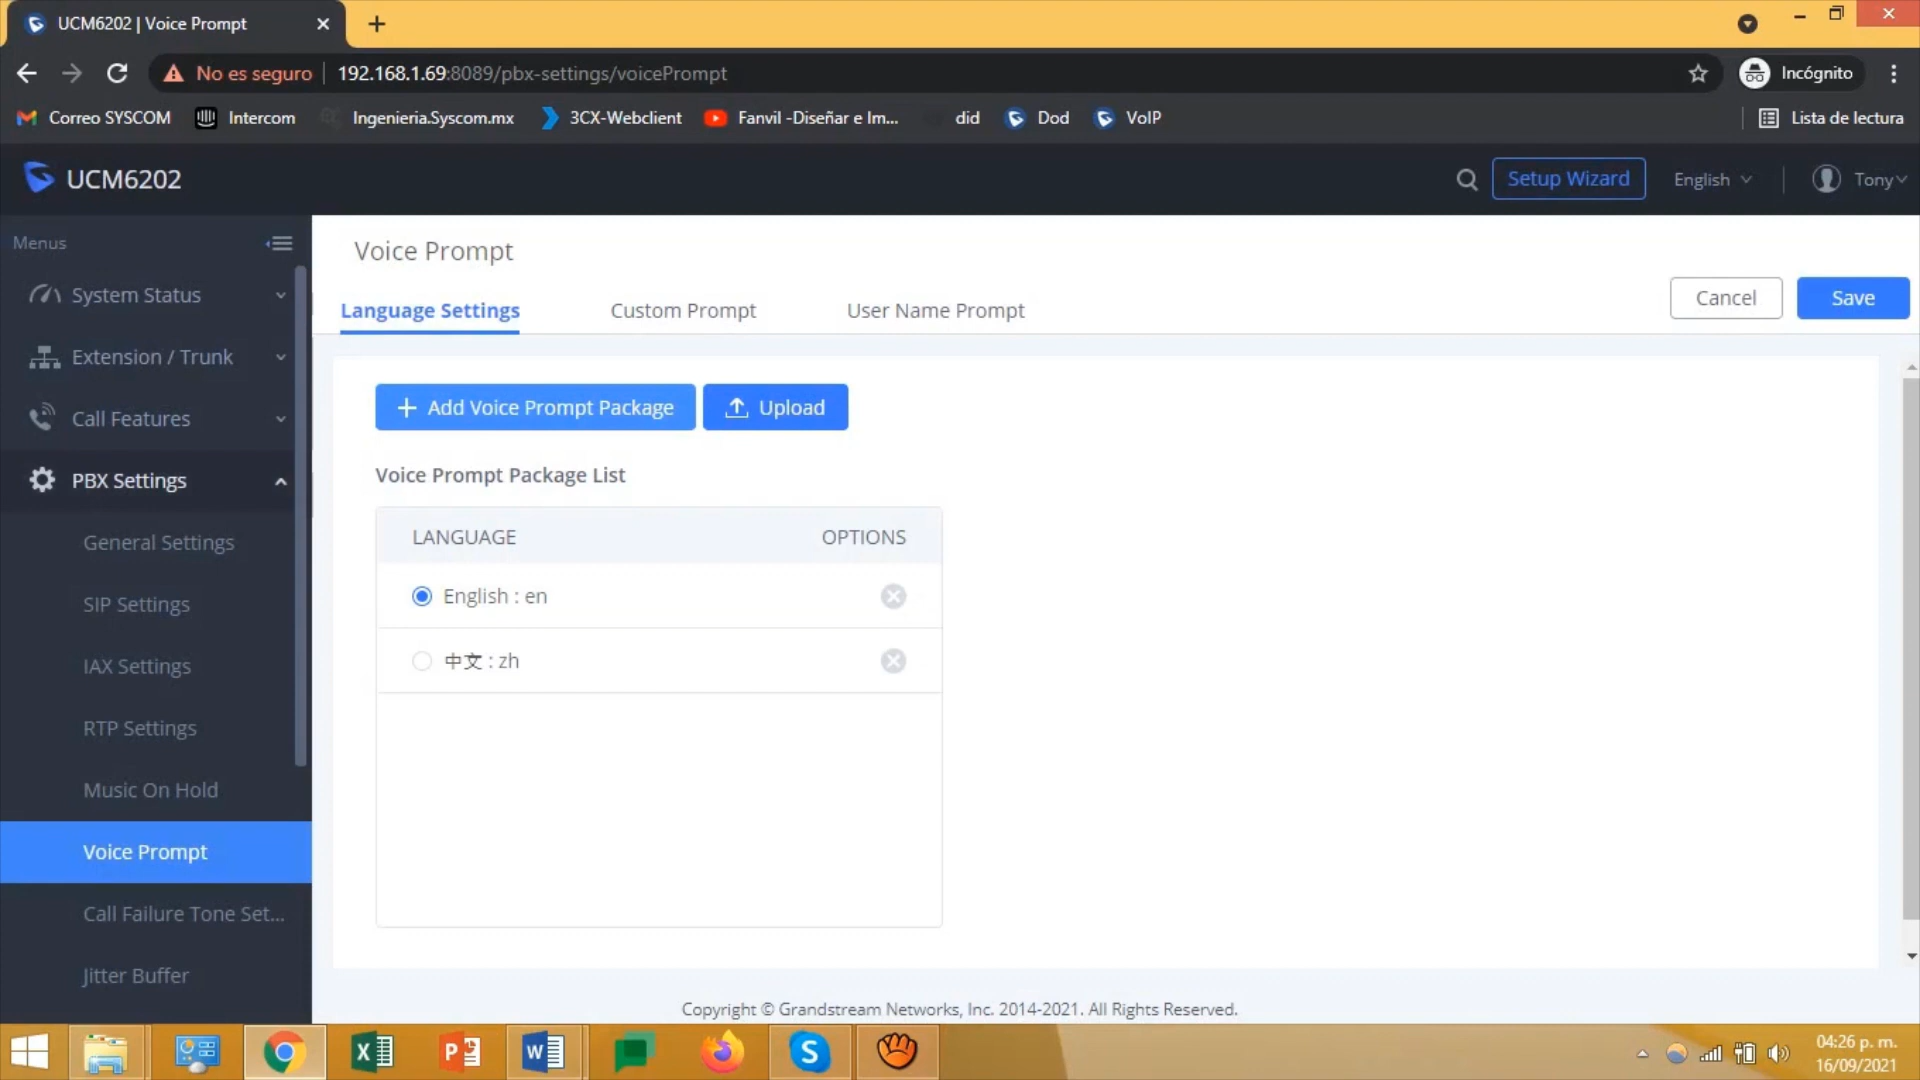 UCM6202 | Voice Prompt
No es seguro 192.168.1.69:8089/pbx-settings/voicePrompt Incógnito
Correo SYSCOM Intercom Ingenieria.Syscom.mx 3CX-Webclient Fanvil -Diseñar e Im... did Dod VoIP Lista de lectura
UCM6202 Setup Wizard English Tony
Menus
System Status
Extension / Trunk
Call Features
PBX Settings
General Settings
SIP Settings
IAX Settings
RTP Settings
Music On Hold
Voice Prompt
Call Failure Tone Set...
Jitter Buffer
Voice Prompt
Language Settings Custom Prompt User Name Prompt
Cancel Save
Add Voice Prompt Package Upload
Voice Prompt Package List
LANGUAGE OPTIONS
English : en
中文 : zh
Copyright © Grandstream Networks, Inc. 2014-2021. All Rights Reserved.
04:26 p. m.
16/09/2021